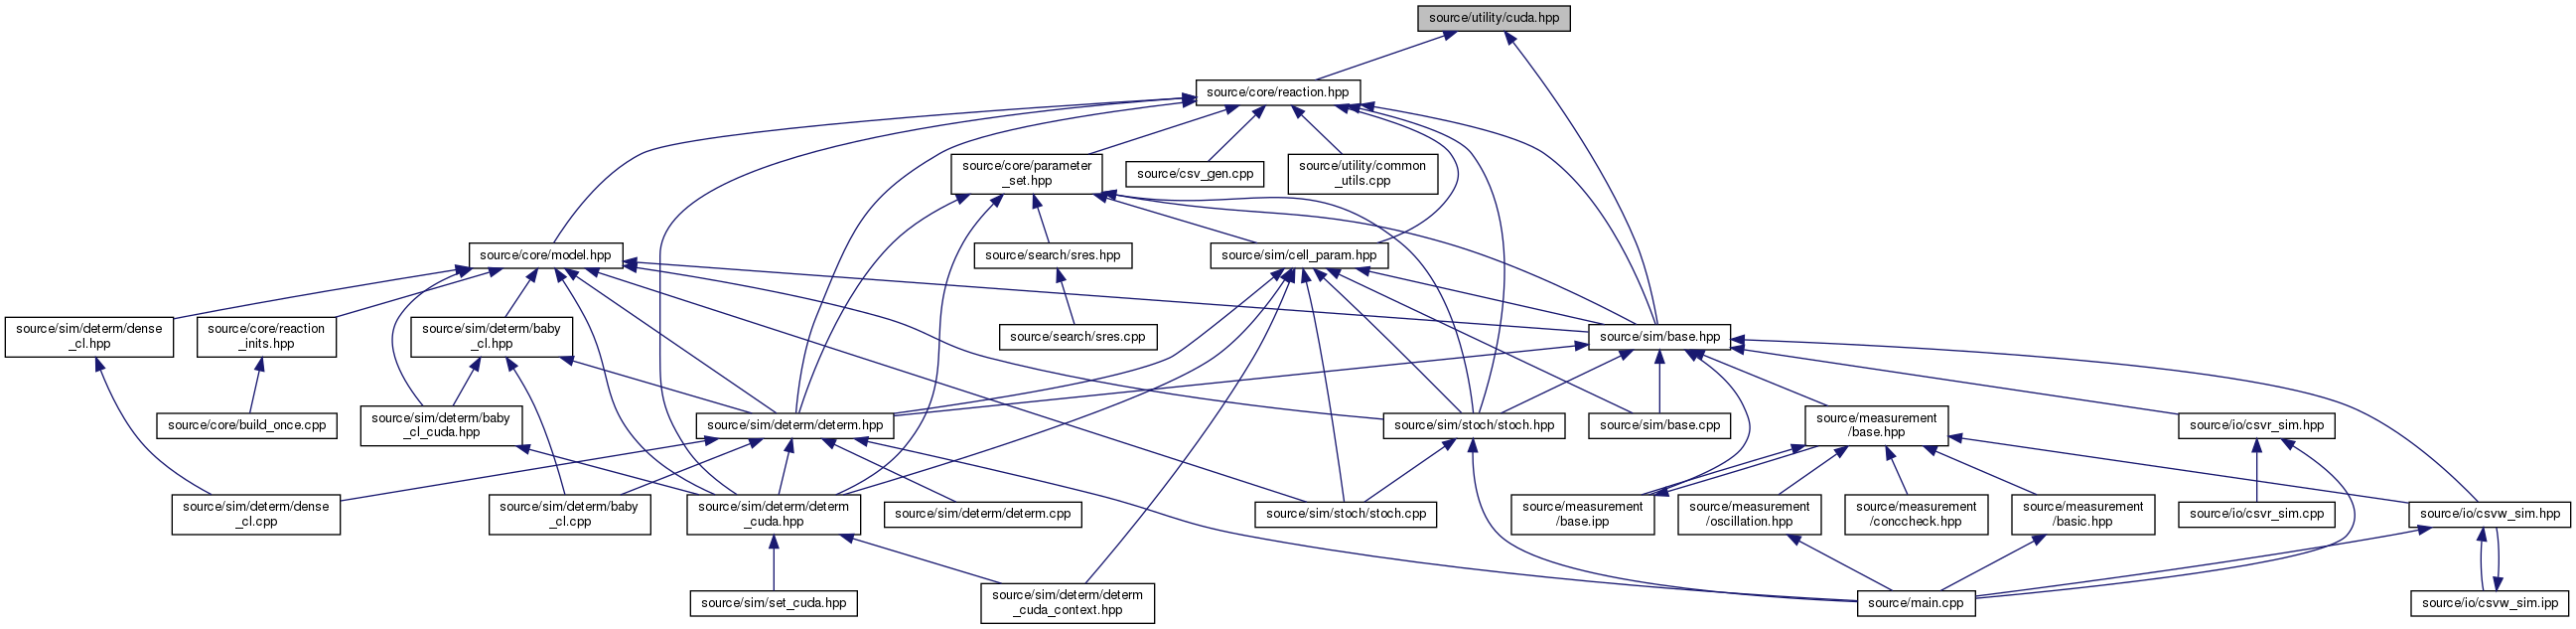 source/utility/cuda.hpp
source/core/reaction.hpp
source/core/parameter
_set.hpp
source/csv_gen.cpp
source/utility/common
_utils.cpp
source/core/model.hpp
source/search/sres.hpp
source/sim/cell_param.hpp
source/sim/determ/dense
_cl.hpp
source/core/reaction
_inits.hpp
source/sim/determ/baby
_cl.hpp
source/search/sres.cpp
source/sim/base.hpp
source/core/build_once.cpp
source/sim/determ/baby
_cl_cuda.hpp
source/sim/determ/determ.hpp
source/sim/stoch/stoch.hpp
source/sim/base.cpp
source/measurement
/base.hpp
source/io/csvr_sim.hpp
source/sim/determ/dense
_cl.cpp
source/sim/determ/baby
_cl.cpp
source/sim/determ/determ
_cuda.hpp
source/sim/determ/determ.cpp
source/sim/stoch/stoch.cpp
source/measurement
/base.ipp
source/measurement
/oscillation.hpp
source/measurement
/conccheck.hpp
source/measurement
/basic.hpp
source/io/csvr_sim.cpp
source/io/csvw_sim.hpp
source/sim/set_cuda.hpp
source/sim/determ/determ
_cuda_context.hpp
source/main.cpp
source/io/csvw_sim.ipp